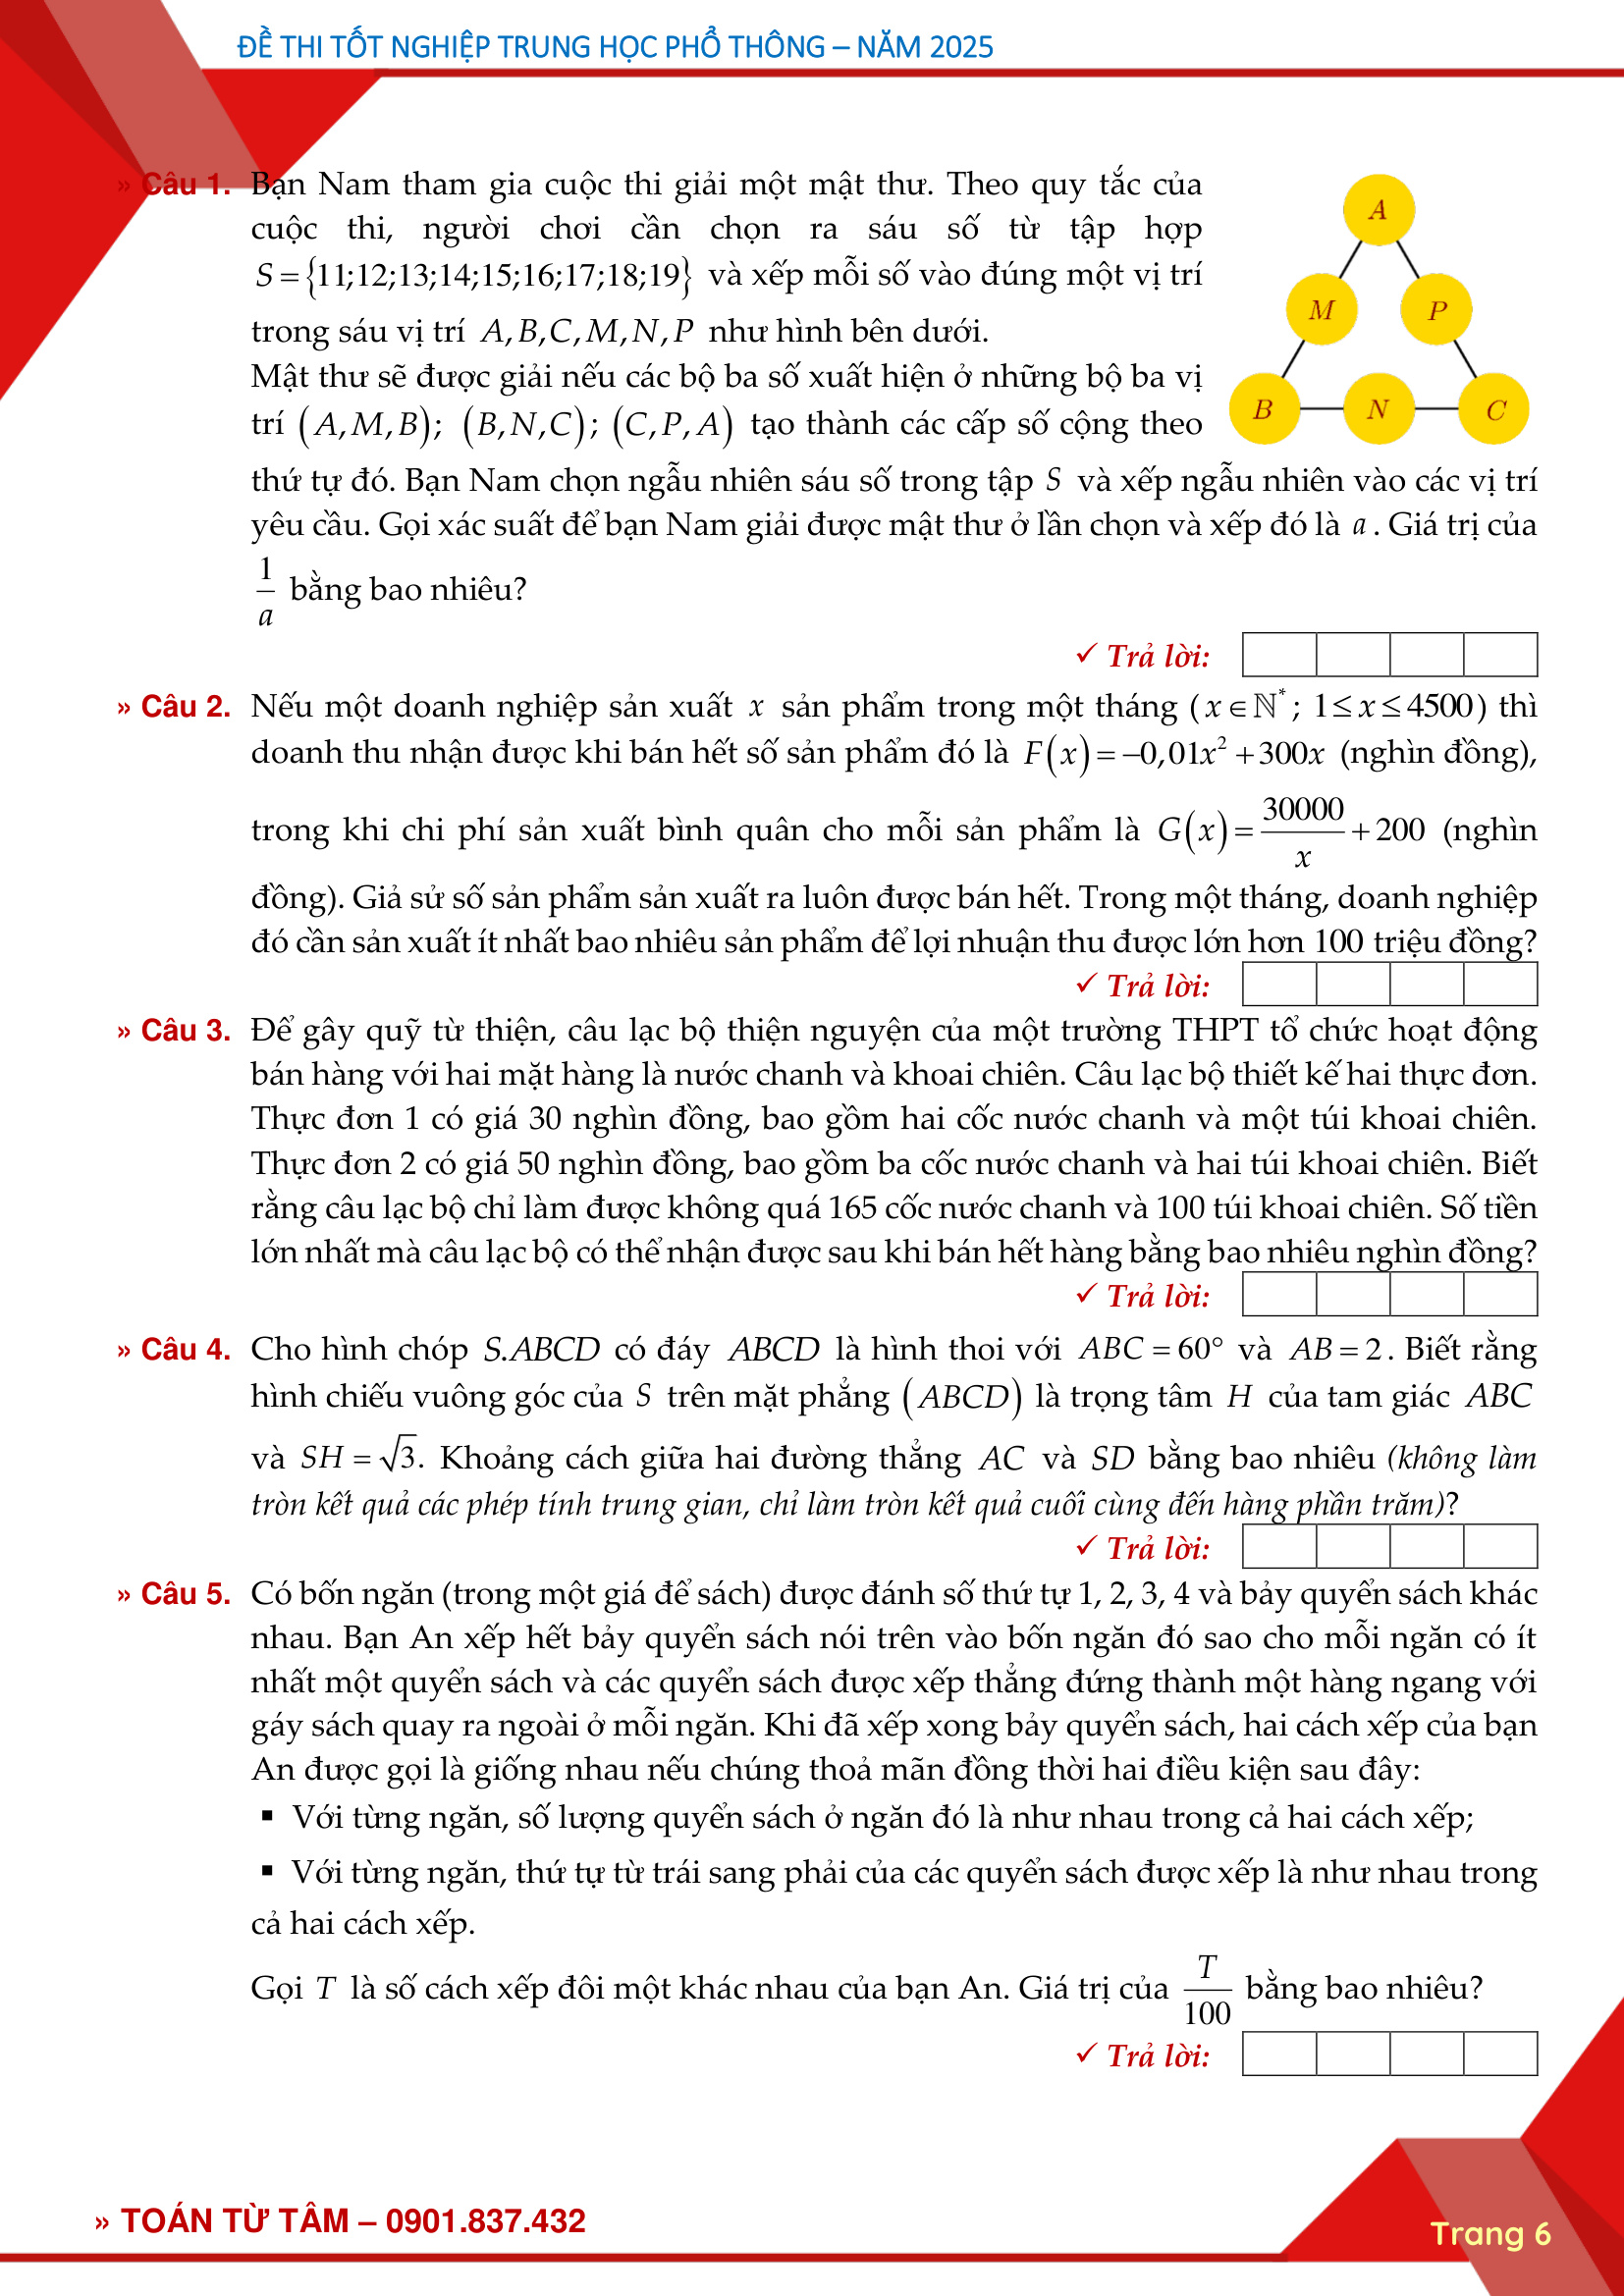 ĐỀ THI TỐT NGHIỆP TRUNG HỌC PHỔ THÔNG – NĂM 2025
» Câu 1. Bạn Nam tham gia cuộc thi giải một mật thư. Theo quy tắc của
cuộc thi, người chơi cần chọn ra sáu số từ tập hợp
S = {11;12;13;14;15;16;17;18;19} và xếp mỗi số vào đúng một vị trí
trong sáu vị trí A, B, C, M, N, P như hình bên dưới.
Mật thư sẽ được giải nếu các bộ ba số xuất hiện ở những bộ ba vị
trí (A, M, B); (B, N, C); (C, P, A) tạo thành các cấp số cộng theo
thứ tự đó. Bạn Nam chọn ngẫu nhiên sáu số trong tập S và xếp ngẫu nhiên vào các vị trí
yêu cầu. Gọi xác suất để bạn Nam giải được mật thư ở lần chọn và xếp đó là a. Giá trị của
1/a bằng bao nhiêu?
A
M P
B N C
✓ Trả lời:
» Câu 2. Nếu một doanh nghiệp sản xuất x sản phẩm trong một tháng (x ∈ ℕ*; 1 ≤ x ≤ 4500) thì
doanh thu nhận được khi bán hết số sản phẩm đó là F(x) = −0,01x² + 300x (nghìn đồng),
trong khi chi phí sản xuất bình quân cho mỗi sản phẩm là G(x) = 30000/x + 200 (nghìn
đồng). Giả sử số sản phẩm sản xuất ra luôn được bán hết. Trong một tháng, doanh nghiệp
đó cần sản xuất ít nhất bao nhiêu sản phẩm để lợi nhuận thu được lớn hơn 100 triệu đồng?
✓ Trả lời:
» Câu 3. Để gây quỹ từ thiện, câu lạc bộ thiện nguyện của một trường THPT tổ chức hoạt động
bán hàng với hai mặt hàng là nước chanh và khoai chiên. Câu lạc bộ thiết kế hai thực đơn.
Thực đơn 1 có giá 30 nghìn đồng, bao gồm hai cốc nước chanh và một túi khoai chiên.
Thực đơn 2 có giá 50 nghìn đồng, bao gồm ba cốc nước chanh và hai túi khoai chiên. Biết
rằng câu lạc bộ chỉ làm được không quá 165 cốc nước chanh và 100 túi khoai chiên. Số tiền
lớn nhất mà câu lạc bộ có thể nhận được sau khi bán hết hàng bằng bao nhiêu nghìn đồng?
✓ Trả lời:
» Câu 4. Cho hình chóp S.ABCD có đáy ABCD là hình thoi với ABC = 60° và AB = 2. Biết rằng
hình chiếu vuông góc của S trên mặt phẳng (ABCD) là trọng tâm H của tam giác ABC
và SH = √3. Khoảng cách giữa hai đường thẳng AC và SD bằng bao nhiêu (không làm
tròn kết quả các phép tính trung gian, chỉ làm tròn kết quả cuối cùng đến hàng phần trăm)?
✓ Trả lời:
» Câu 5. Có bốn ngăn (trong một giá để sách) được đánh số thứ tự 1, 2, 3, 4 và bảy quyển sách khác
nhau. Bạn An xếp hết bảy quyển sách nói trên vào bốn ngăn đó sao cho mỗi ngăn có ít
nhất một quyển sách và các quyển sách được xếp thẳng đứng thành một hàng ngang với
gáy sách quay ra ngoài ở mỗi ngăn. Khi đã xếp xong bảy quyển sách, hai cách xếp của bạn
An được gọi là giống nhau nếu chúng thoả mãn đồng thời hai điều kiện sau đây:
▪ Với từng ngăn, số lượng quyển sách ở ngăn đó là như nhau trong cả hai cách xếp;
▪ Với từng ngăn, thứ tự từ trái sang phải của các quyển sách được xếp là như nhau trong
cả hai cách xếp.
Gọi T là số cách xếp đôi một khác nhau của bạn An. Giá trị của T/100 bằng bao nhiêu?
✓ Trả lời:
» TOÁN TỪ TÂM – 0901.837.432
Trang 6